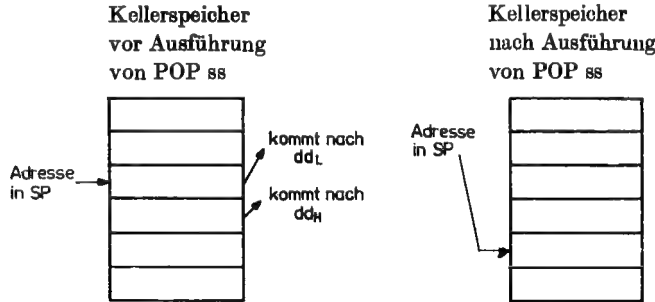 Kellerspeicher
vor Ausführung
von POP ss
Adresse
in SP
kommt nach
dd_L
kommt nach
dd_H
Kellerspeicher
nach Ausführung
von POP ss
Adresse
in SP